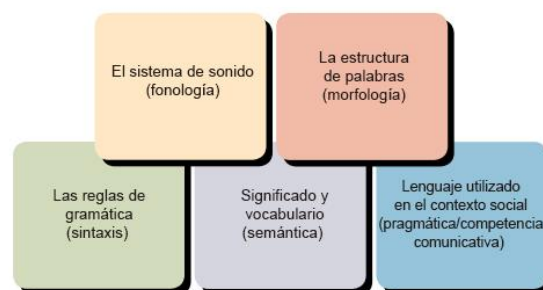 El sistema de sonido
(fonología)
La estructura
de palabras
(morfología)
Las reglas de
gramática
(sintaxis)
Significado y
vocabulario
(semántica)
Lenguaje utilizado
en el contexto social
(pragmática/competencia
comunicativa)